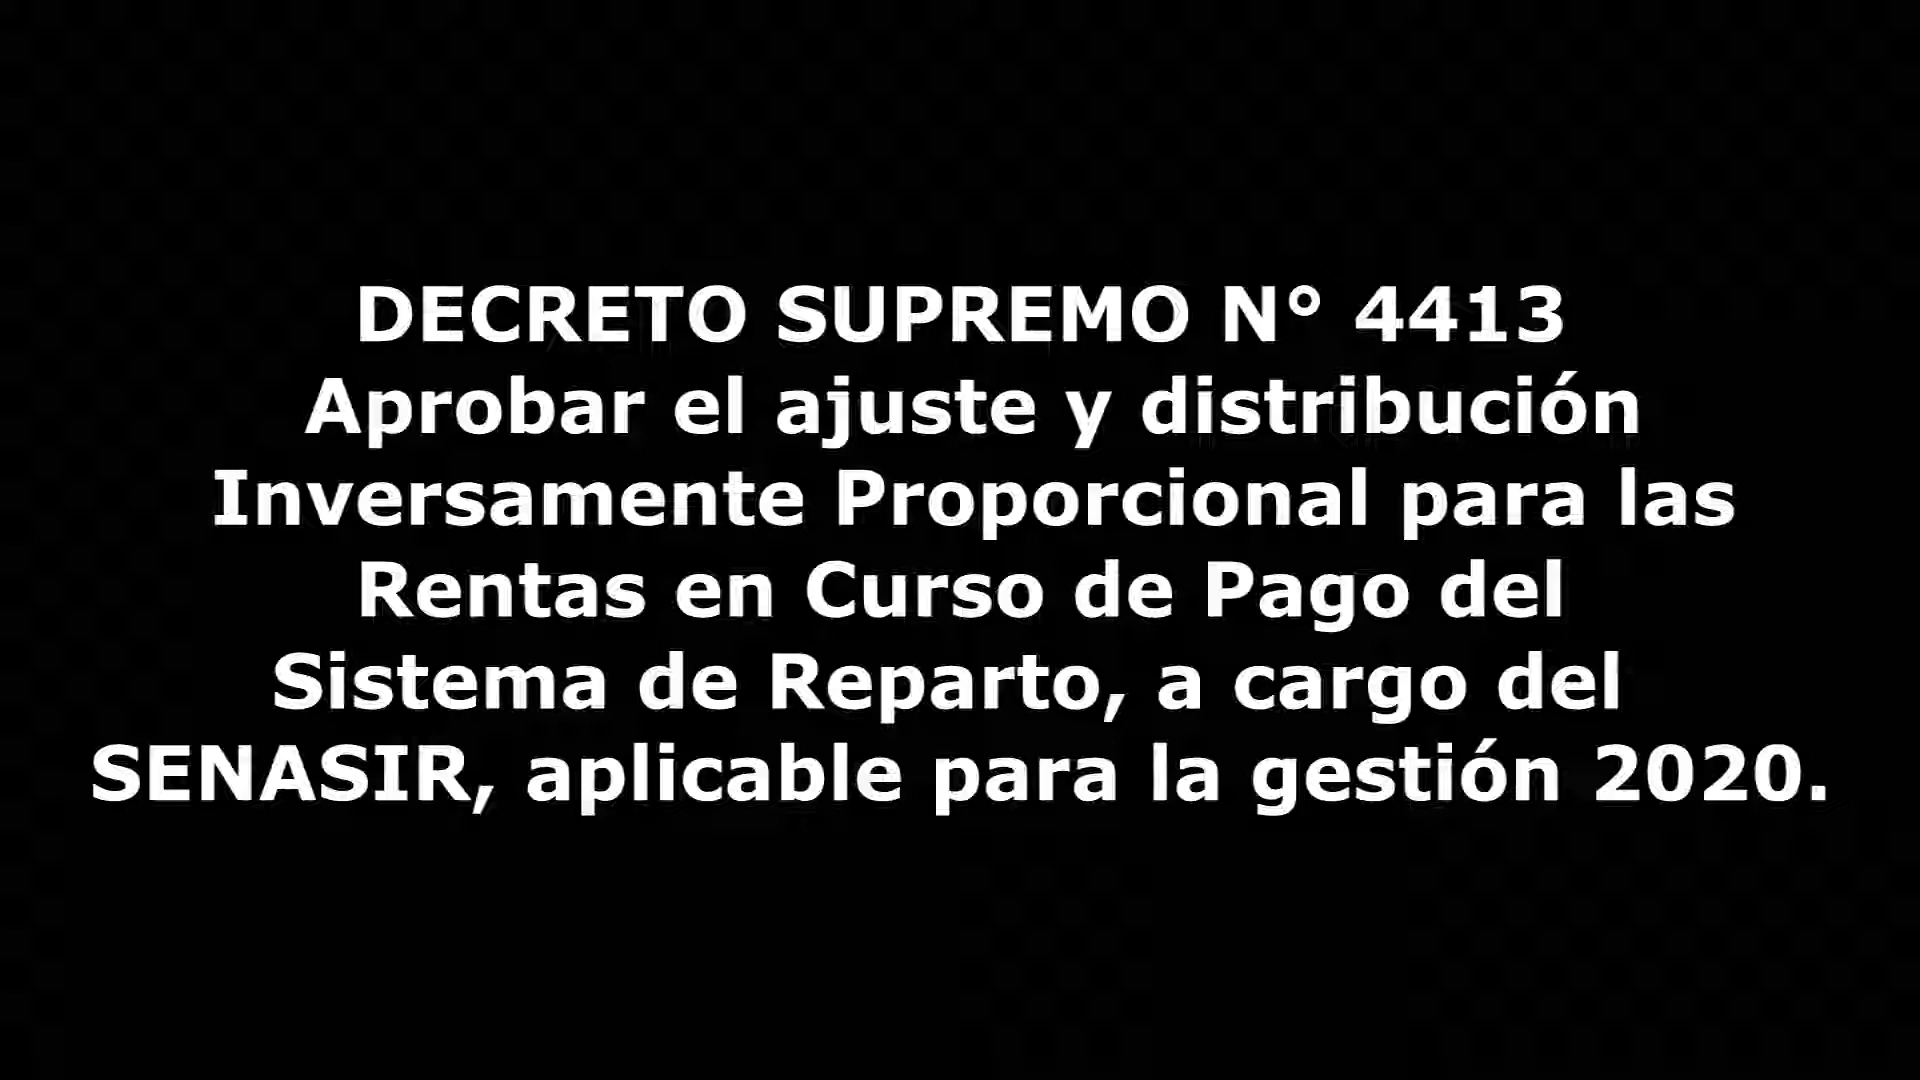 DECRETO SUPREMO N° 4413
Aprobar el ajuste y distribución
Inversamente Proporcional para las
Rentas en Curso de Pago del
Sistema de Reparto, a cargo del
SENASIR, aplicable para la gestión 2020.